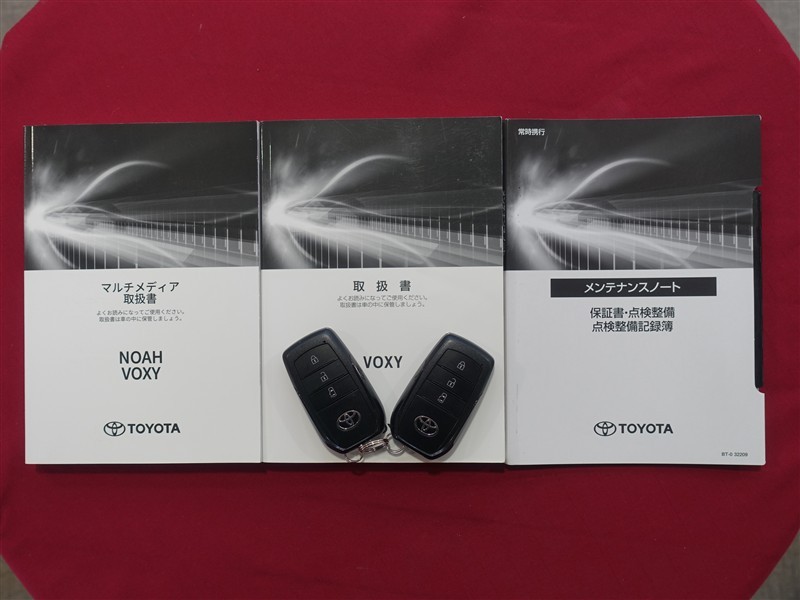 マルチメディア
取扱書
よくお読みになってご使用ください。
取扱書は車の中に保管しましょう。
NOAH
VOXY
TOYOTA
取扱書
よくお読みになってご使用ください。
取扱書は車の中に保管しましょう。
VOXY
常時携行
メンテナンスノート
保証書・点検整備
点検整備記録簿
TOYOTA